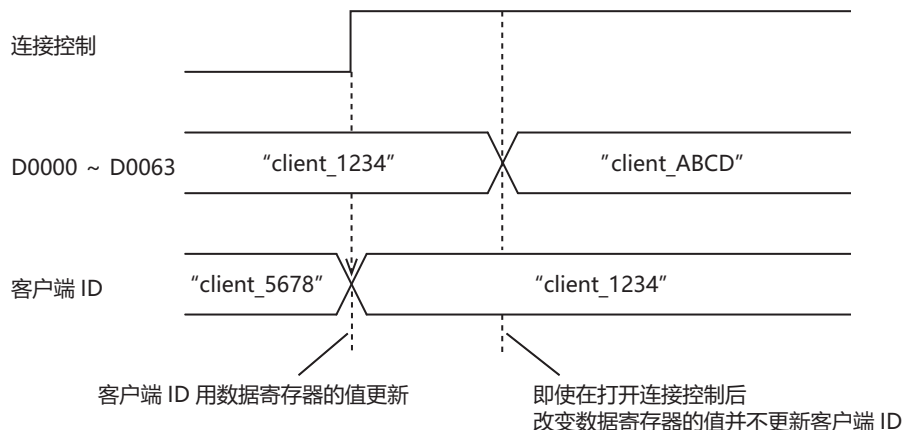 连接控制
D0000 ~ D0063
“client_1234”
“client_ABCD”
客户端 ID
“client_5678”
“client_1234”
客户端 ID 用数据寄存器的值更新
即使在打开连接控制后
改变数据寄存器的值并不更新客户端 ID